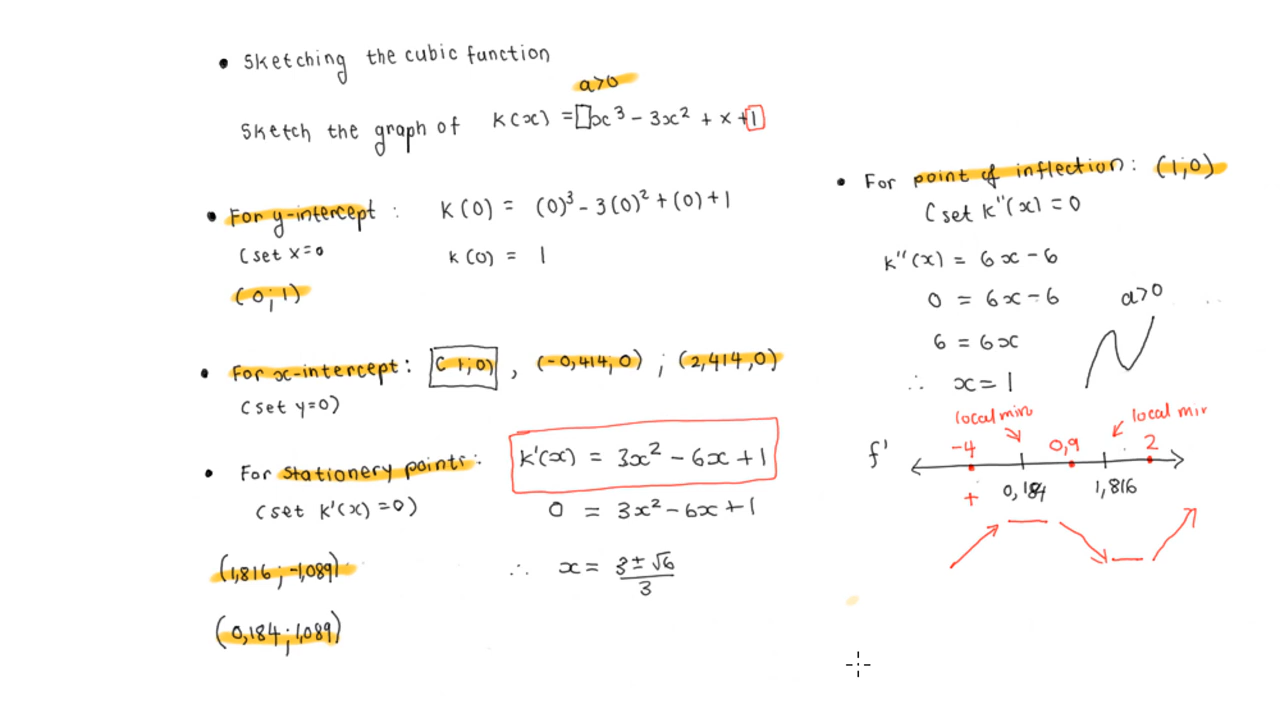 • Sketching the cubic function
a>0
Sketch the graph of k(x) = □x³ - 3x² + x + 1
• For y-intercept : k(0) = (0)³ - 3(0)² + (0) + 1
(set x=0 k(0) = 1
(0;1)
• For x-intercept : (1;0) , (-0,414;0) ; (2,414,0)
(set y=0)
• For Stationery points: k'(x) = 3x² - 6x + 1
(set k'(x) =0) 0 = 3x² - 6x + 1
(1,816; -1,089) ∴ x = 3 ± √6 / 3
(0,184; 1,089)
• For point of inflection: (1;0)
(set k''(x) = 0
k''(x) = 6x - 6
0 = 6x - 6 a>0
6 = 6x
∴ x = 1
local min local min
f' -4 0,9 2
+ 0,184 1,816